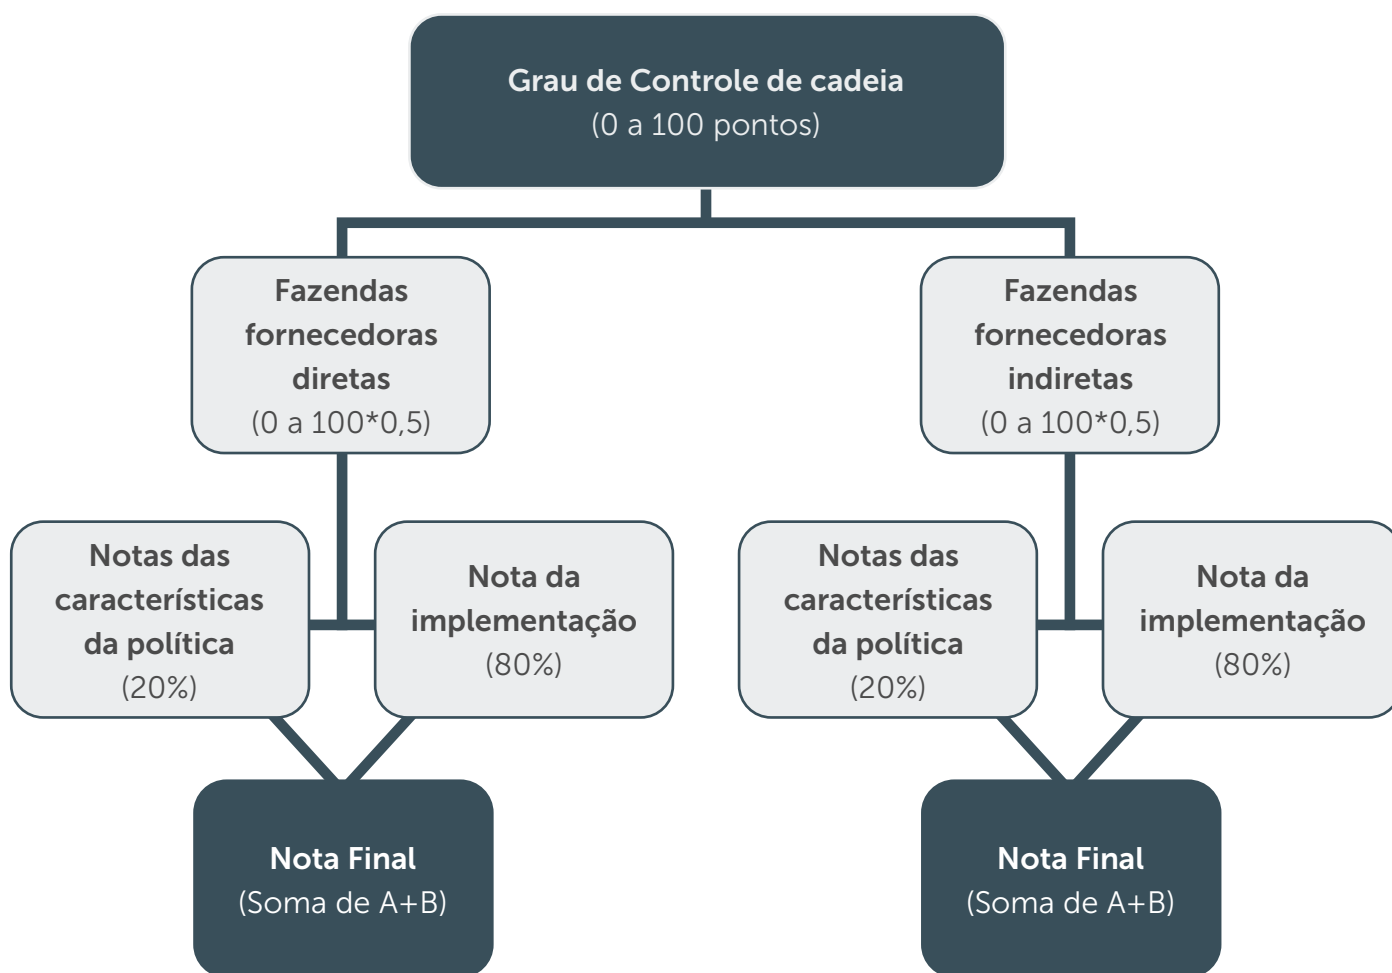 Grau de Controle de cadeia
(0 a 100 pontos)
Fazendas
fornecedoras
diretas
(0 a 100*0,5)
Fazendas
fornecedoras
indiretas
(0 a 100*0,5)
Notas das
características
da política
(20%)
Nota da
implementação
(80%)
Notas das
características
da política
(20%)
Nota da
implementação
(80%)
Nota Final
(Soma de A+B)
Nota Final
(Soma de A+B)